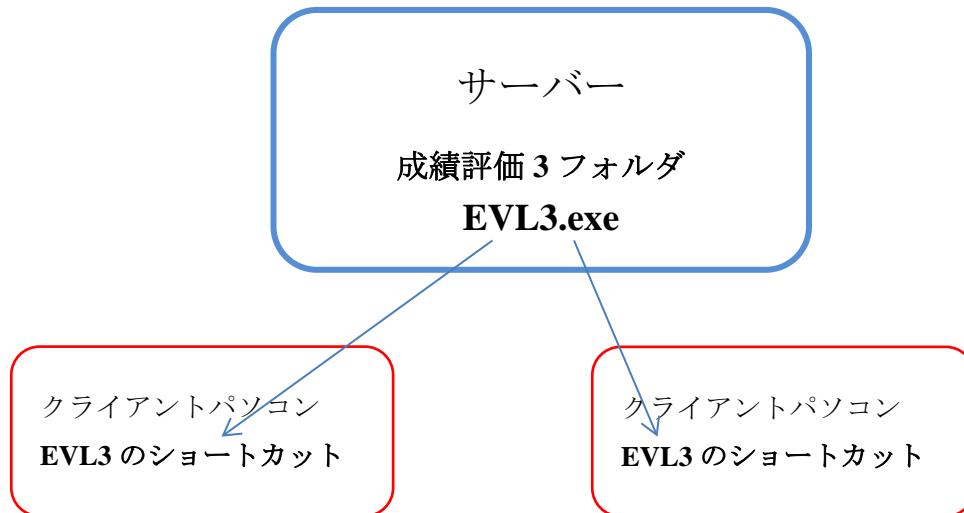 サーバー
成績評価 3 フォルダ
EVL3.exe
クライアントパソコン
EVL3 のショートカット
クライアントパソコン
EVL3 のショートカット